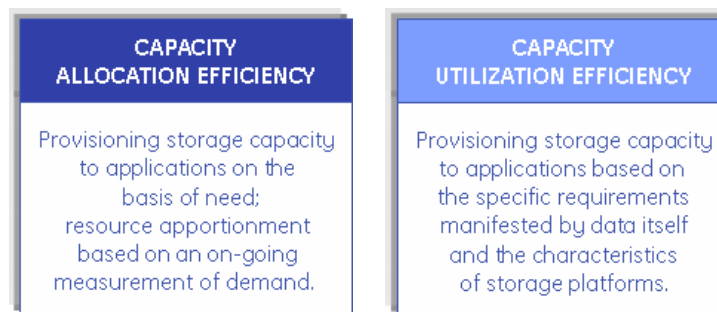 CAPACITY
ALLOCATION EFFICIENCY
Provisioning storage capacity
to applications on the
basis of need;
resource apportionment
based on an on-going
measurement of demand.
CAPACITY
UTILIZATION EFFICIENCY
Provisioning storage capacity
to applications based on
the specific requirements
manifested by data itself
and the characteristics
of storage platforms.